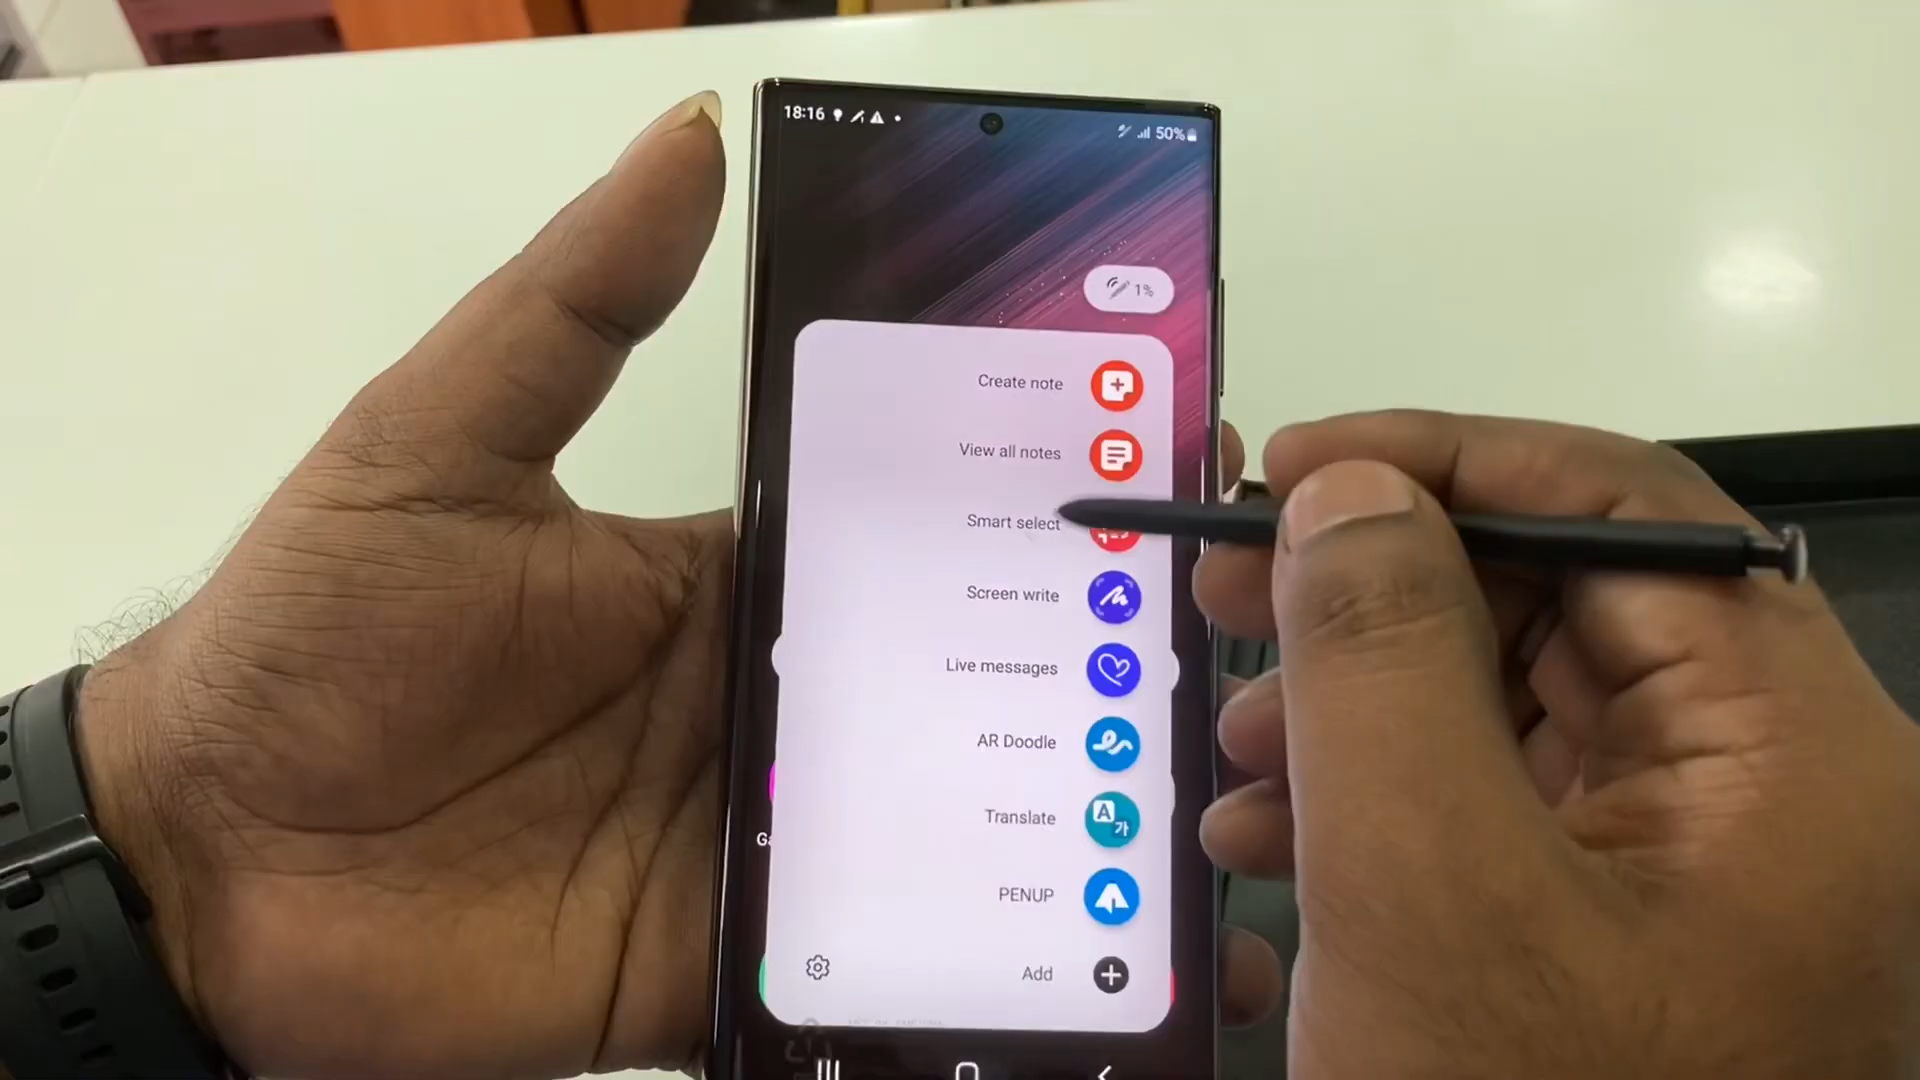 18:16
50%
1%
Create note
View all notes
Smart select
Screen write
Live messages
AR Doodle
A
가
Translate
PENUP
Ga
Add